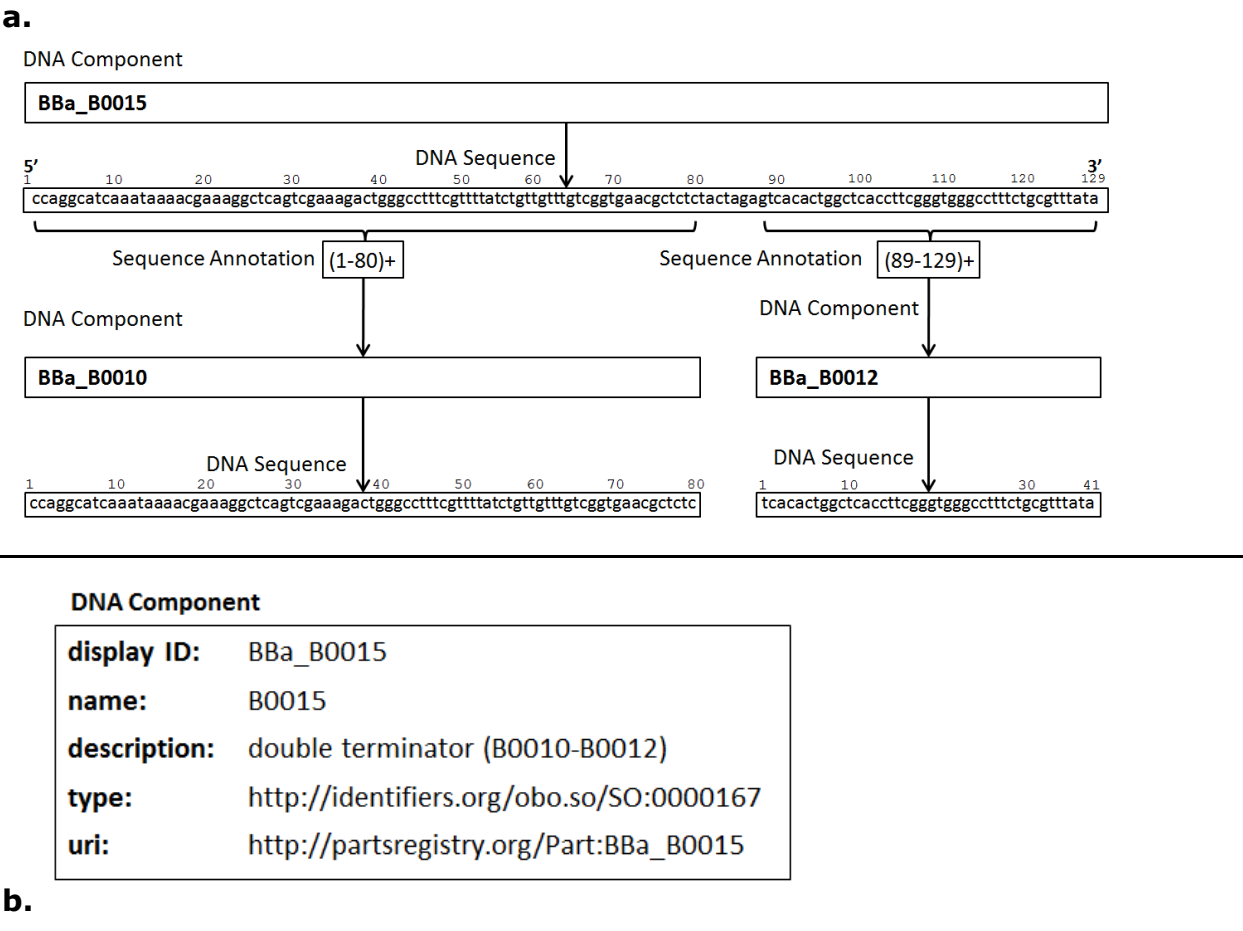 a.
DNA Component
BBa_B0015
DNA Sequence
5’ 3’
1 10 20 30 40 50 60 70 80 90 100 110 120 129
ccaggcatcaaataaaacgaaaggctcagtcgaaagactgggcctttcgttttatctgttgtttgtcggtgaacgctctctactagagtcacactggctcaccttcgggtgggcctttctgcgtttata
Sequence Annotation (1-80)+ Sequence Annotation (89-129)+
DNA Component DNA Component
BBa_B0010 BBa_B0012
DNA Sequence DNA Sequence
1 10 20 30 40 50 60 70 80 1 10 30 41
ccaggcatcaaataaaacgaaaggctcagtcgaaagactgggcctttcgttttatctgttgtttgtcggtgaacgctctc tcacactggctcaccttcgggtgggcctttctgcgtttata
DNA Component
display ID: BBa_B0015
name: B0015
description: double terminator (B0010-B0012)
type: http://identifiers.org/obo.so/SO:0000167
uri: http://partsregistry.org/Part:BBa_B0015
b.